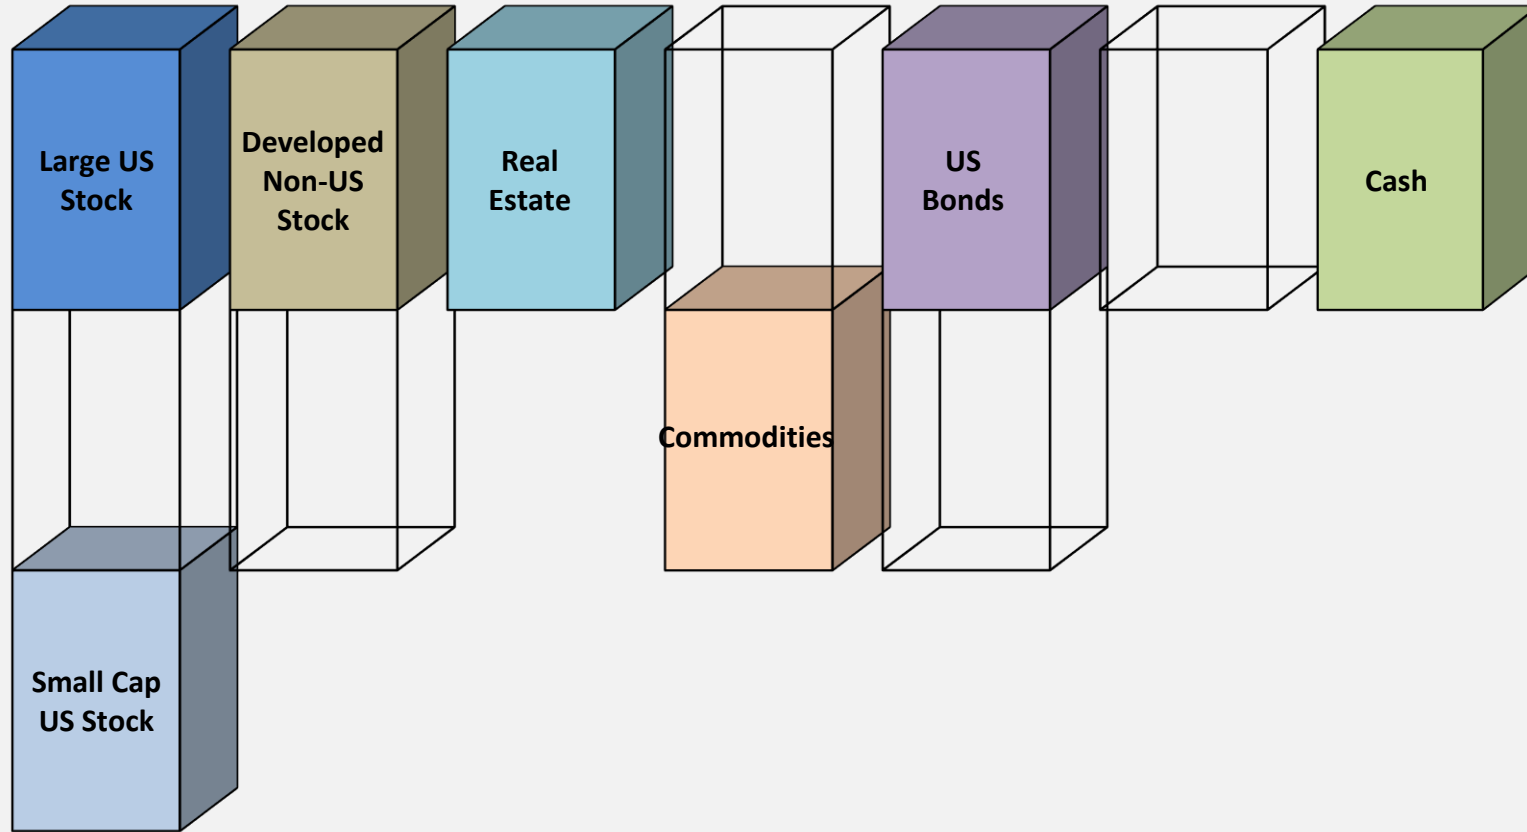 Large US
Stock
Developed
Non-US
Stock
Real
Estate
US
Bonds
Cash
Commodities
Small Cap
US Stock